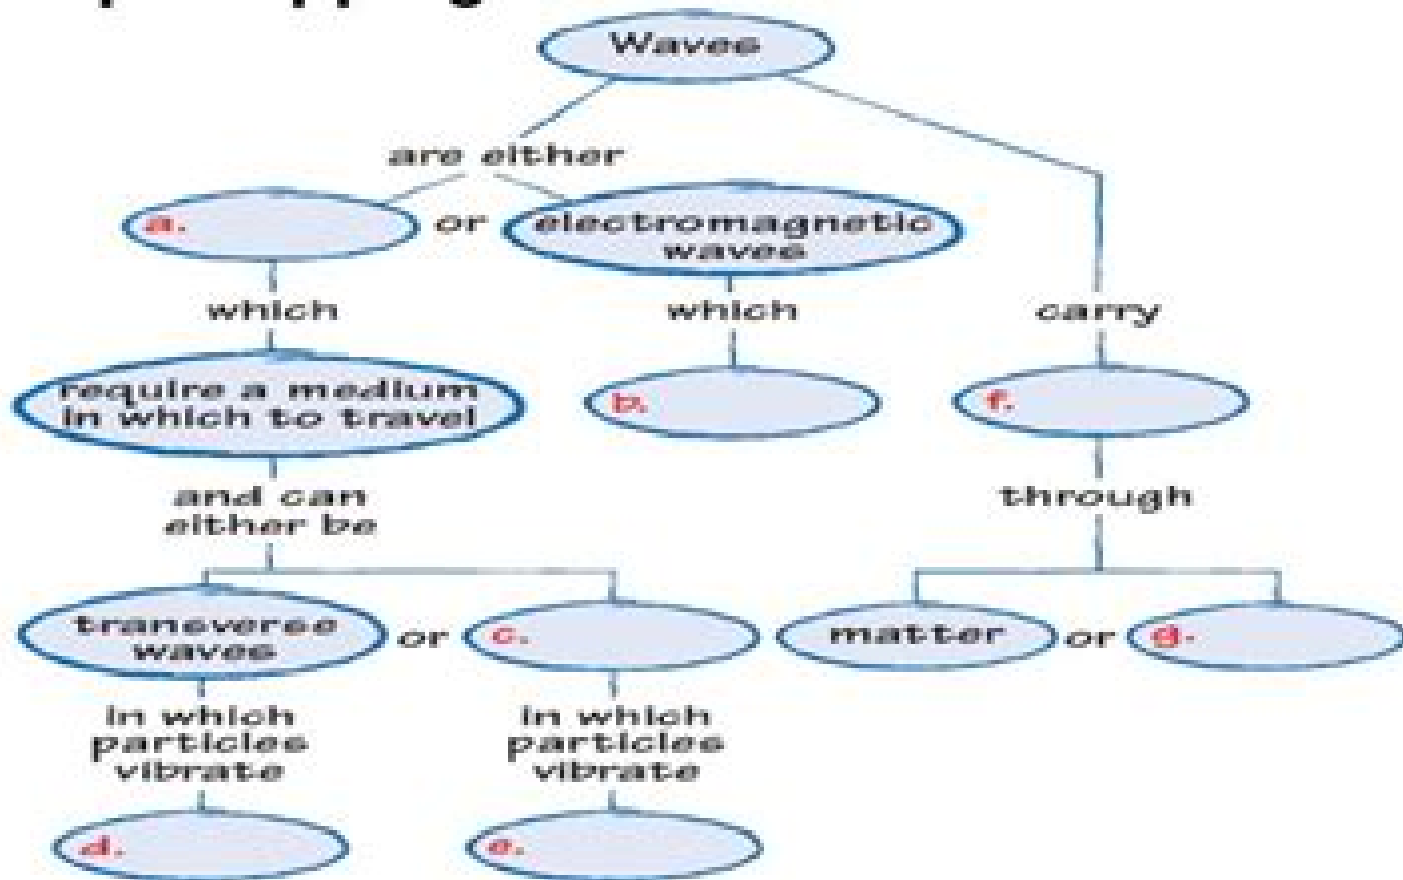 Waves
are either
a.
or
electromagnetic
waves
which
which
carry
require a medium
in which to travel
b.
f.
and can
either be
through
transverse
waves
or
c.
matter
or
g.
in which
particles
vibrate
in which
particles
vibrate
d.
e.